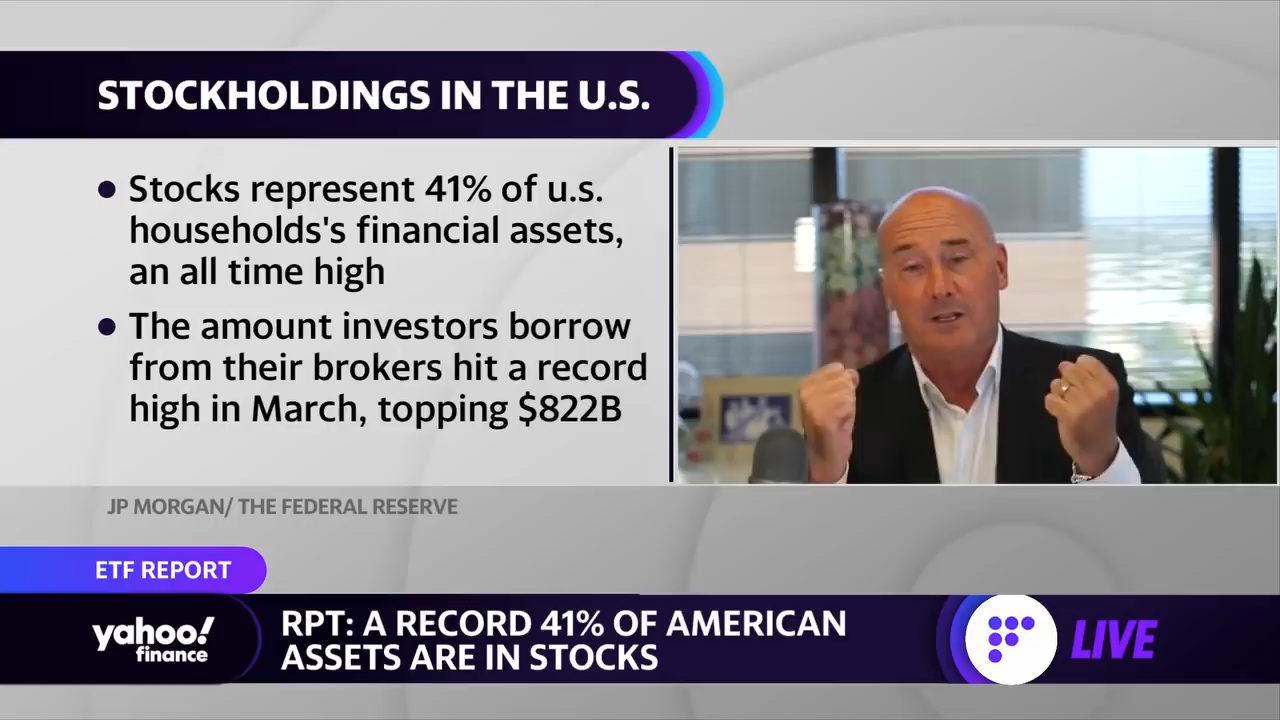 STOCKHOLDINGS IN THE U.S.
Stocks represent 41% of u.s.
households's financial assets,
an all time high
The amount investors borrow
from their brokers hit a record
high in March, topping $822B
JP MORGAN/ THE FEDERAL RESERVE
ETF REPORT
yahoo!
finance
RPT: A RECORD 41% OF AMERICAN
ASSETS ARE IN STOCKS
LIVE